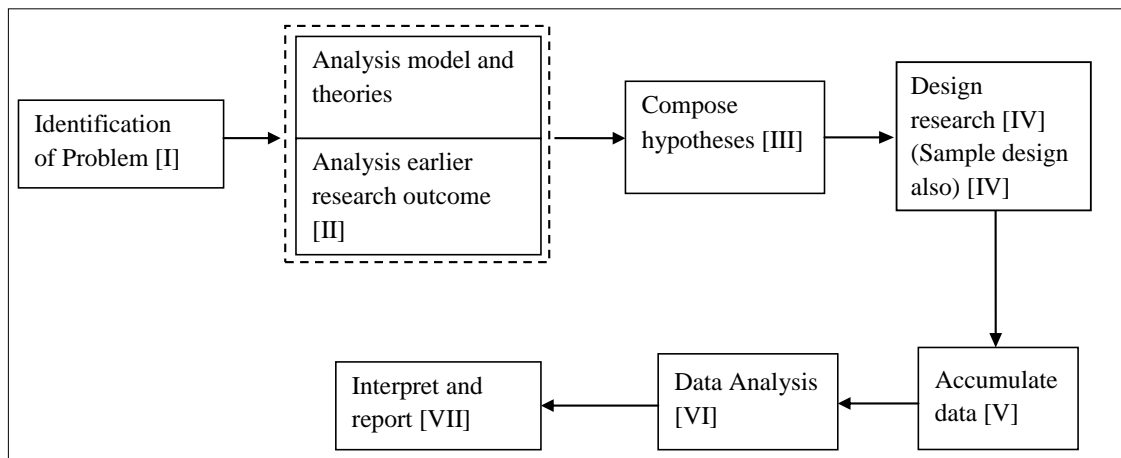 Identification
of Problem [I]
Analysis model and
theories
Analysis earlier
research outcome
[II]
Compose
hypotheses [III]
Design
research [IV]
(Sample design
also) [IV]
Accumulate
data [V]
Data Analysis
[VI]
Interpret and
report [VII]